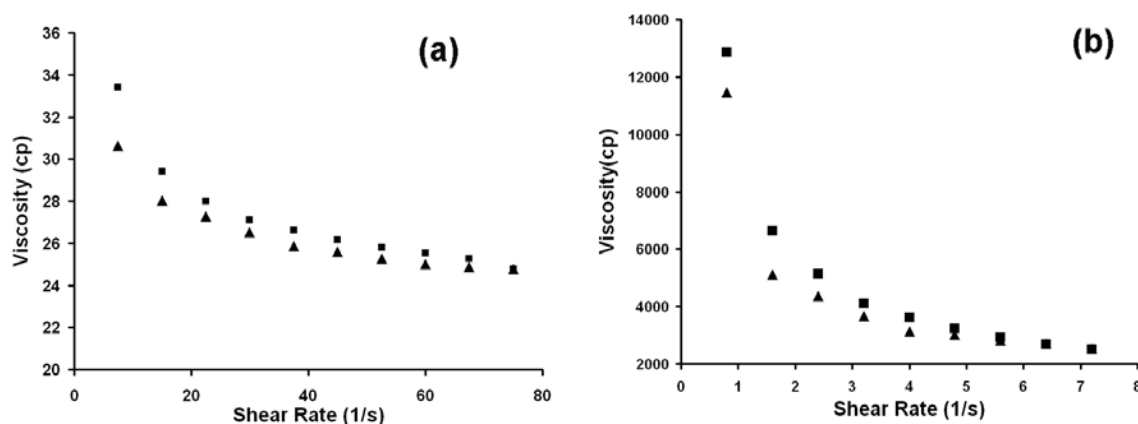 (a)
Viscosity (cp)
36
34
32
30
28
26
24
22
20
0 20 40 60 80
Shear Rate (1/s)
(b)
Viscosity(cp)
14000
12000
10000
8000
6000
4000
2000
0 1 2 3 4 5 6 7 8
Shear Rate (1/s)